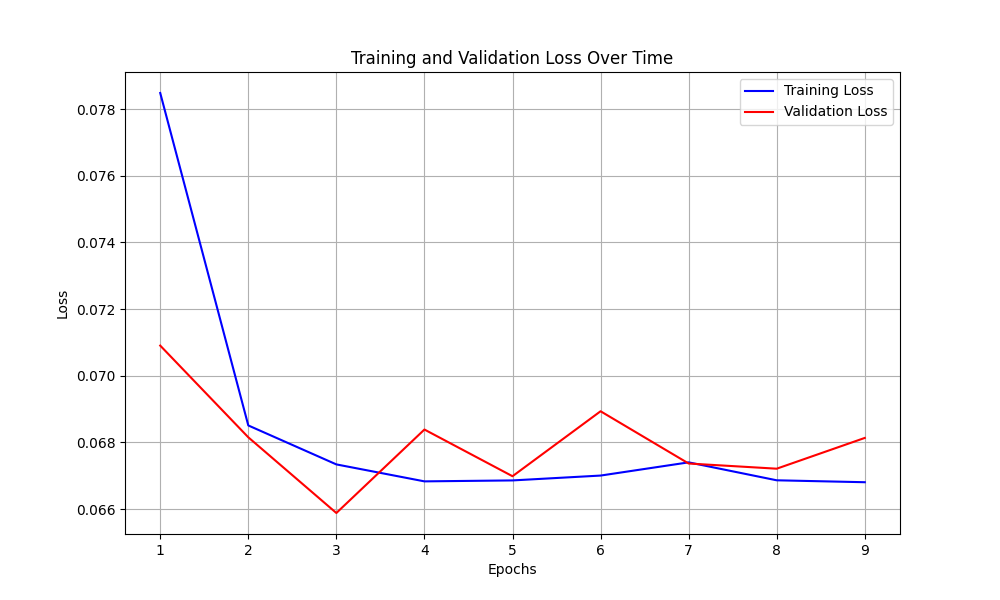 Training and Validation Loss Over Time
Training Loss
Validation Loss
0.078
0.076
0.074
0.072
0.070
0.068
0.066
Loss
1 2 3 4 5 6 7 8 9
Epochs